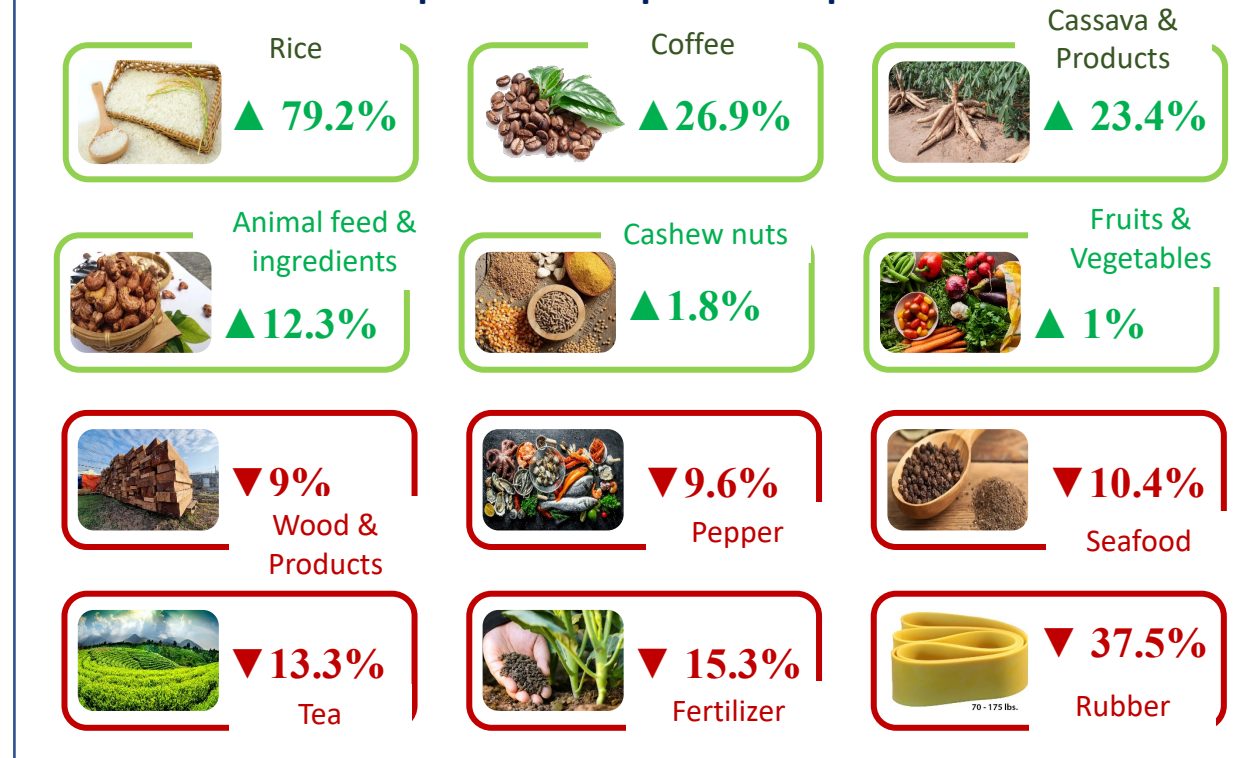 Rice
▲ 79.2%
Coffee
▲26.9%
Cassava &
Products
▲ 23.4%
Animal feed &
ingredients
▲12.3%
Cashew nuts
▲1.8%
Fruits &
Vegetables
▲ 1%
▼9%
Wood &
Products
▼9.6%
Pepper
▼10.4%
Seafood
▼13.3%
Tea
▼ 15.3%
Fertilizer
▼ 37.5%
70 - 175 lbs.
Rubber